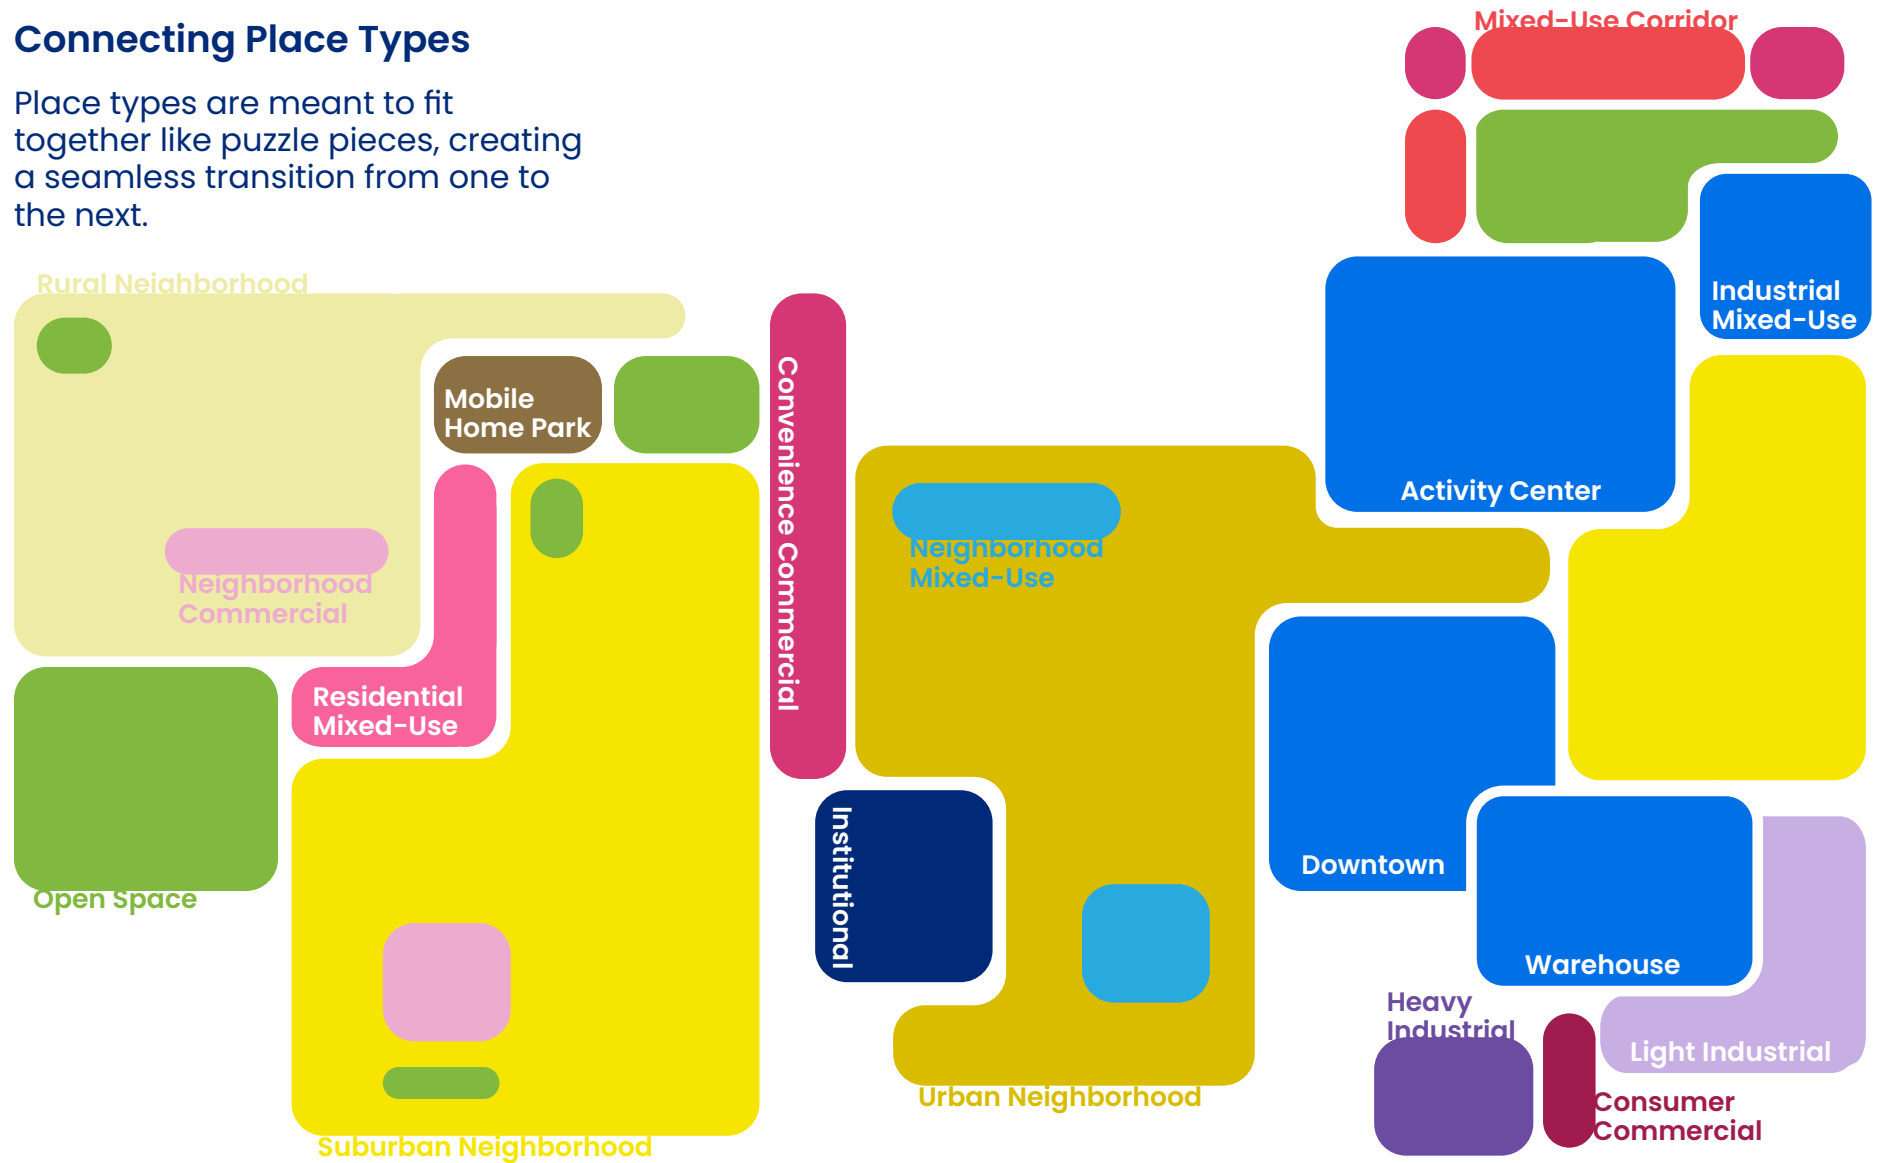 Connecting Place Types
Place types are meant to fit
together like puzzle pieces, creating
a seamless transition from one to
the next.
Mixed-Use Corridor
Rural Neighborhood
Industrial
Mixed-Use
Mobile
Home Park
Convenience Commercial
Activity Center
Neighborhood
Mixed-Use
Neighborhood
Commercial
Residential
Mixed-Use
Institutional
Downtown
Open Space
Warehouse
Heavy
Industrial
Light Industrial
Urban Neighborhood
Consumer
Commercial
Suburban Neighborhood